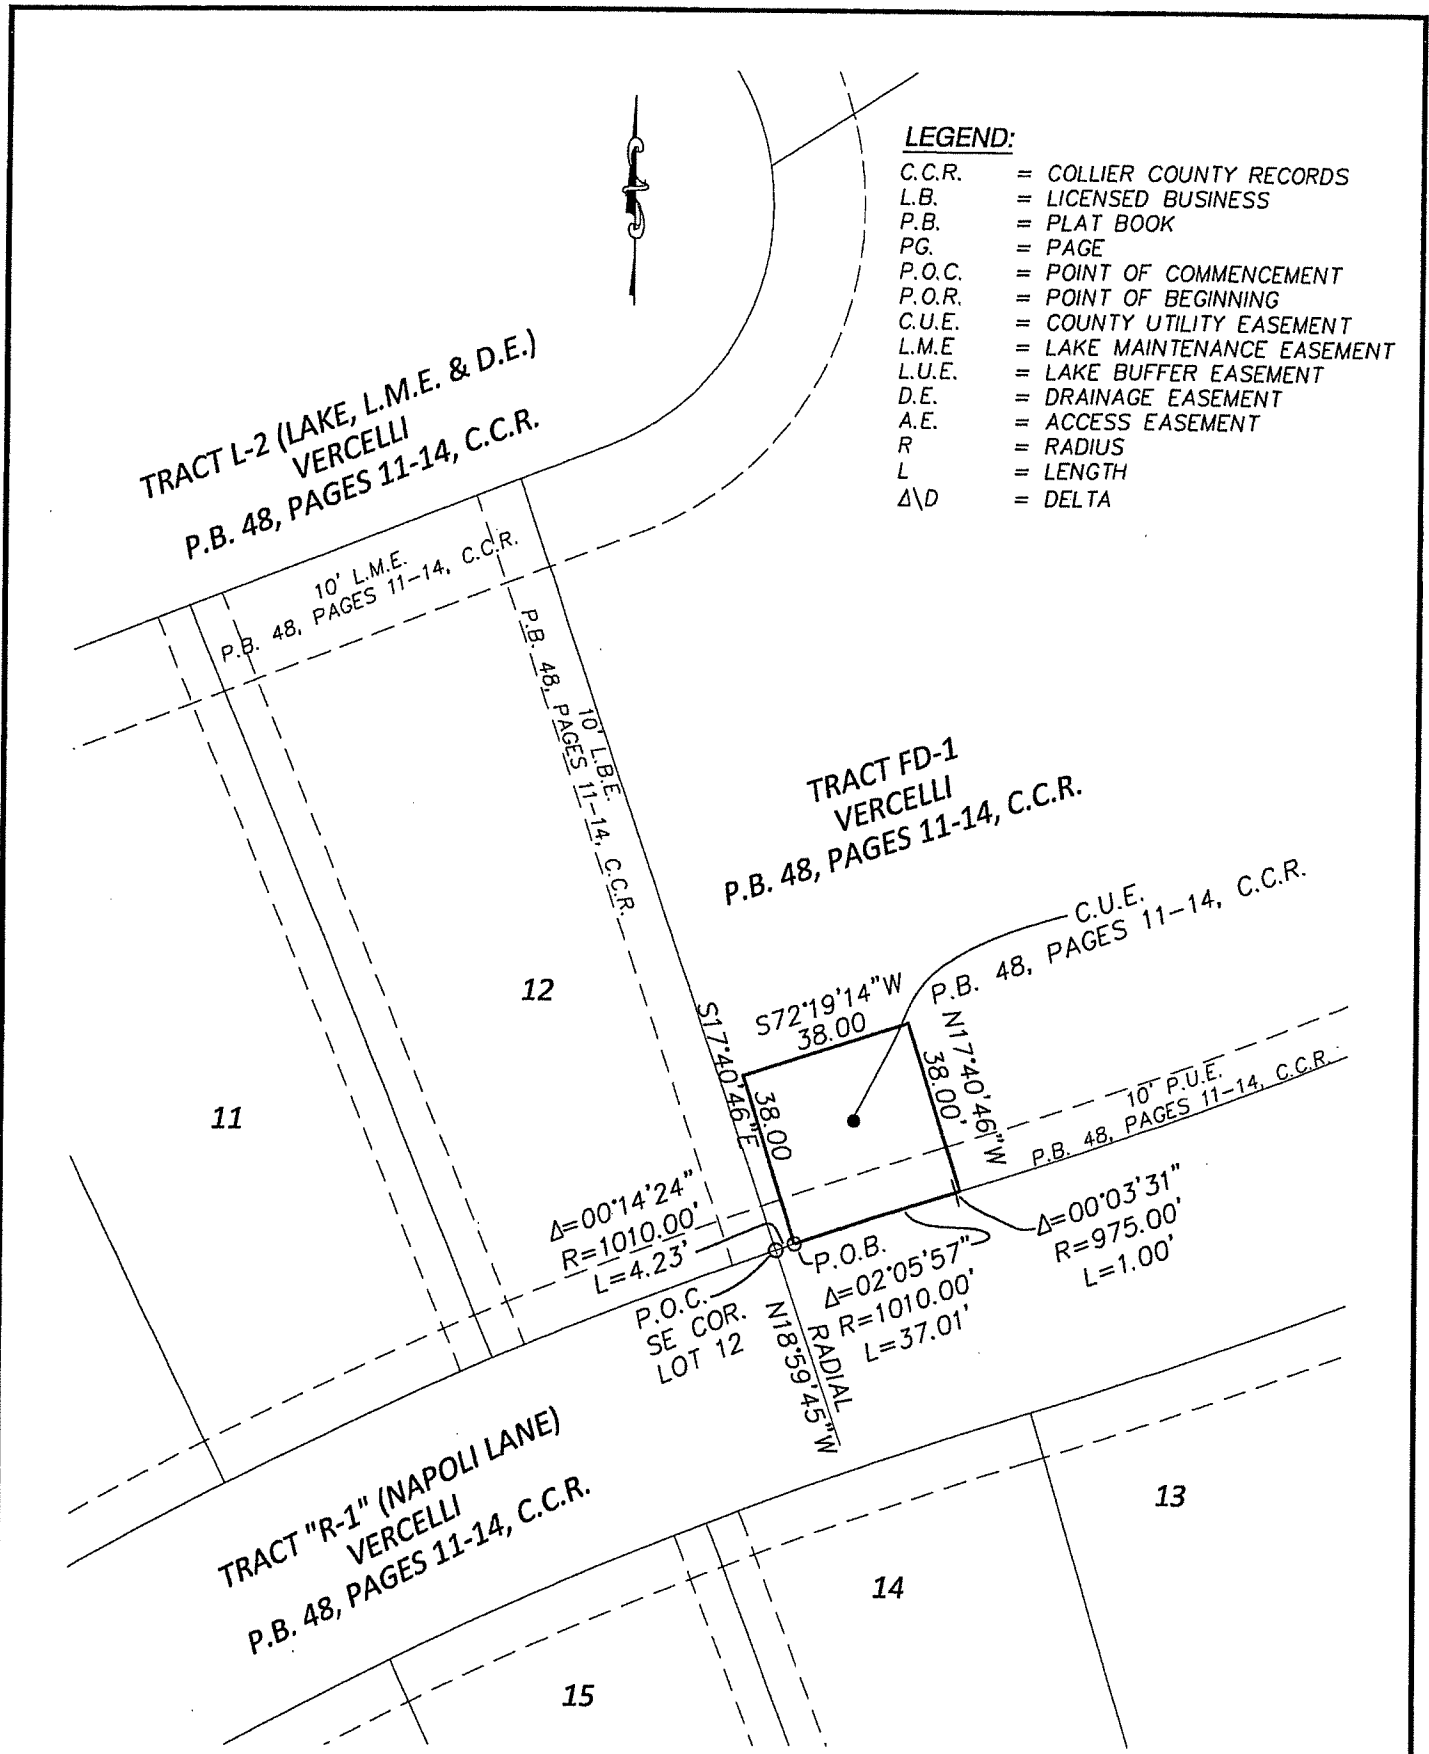 LEGEND:
C.C.R. = COLLIER COUNTY RECORDS
L.B. = LICENSED BUSINESS
P.B. = PLAT BOOK
PG. = PAGE
P.O.C. = POINT OF COMMENCEMENT
P.O.R. = POINT OF BEGINNING
C.U.E. = COUNTY UTILITY EASEMENT
L.M.E = LAKE MAINTENANCE EASEMENT
L.U.E. = LAKE BUFFER EASEMENT
D.E. = DRAINAGE EASEMENT
A.E. = ACCESS EASEMENT
R = RADIUS
L = LENGTH
Δ\D = DELTA
TRACT L-2 (LAKE, L.M.E. & D.E.)
VERCELLI
P.B. 48, PAGES 11-14, C.C.R.
10' L.M.E.
P.B. 48, PAGES 11-14, C.C.R.
10' L.B.E.
P.B. 48, PAGES 11-14, C.C.R.
TRACT FD-1
VERCELLI
P.B. 48, PAGES 11-14, C.C.R.
C.U.E.
P.B. 48, PAGES 11-14, C.C.R.
12
11
S72°19'14"W
38.00
S17°40'46"E
38.00
N17°40'46"W
38.00'
10' P.U.E.
P.B. 48, PAGES 11-14, C.C.R.
Δ=00°14'24"
R=1010.00'
L=4.23'
P.O.C.
SE COR.
LOT 12
P.O.B.
Δ=02°05'57"
R=1010.00'
L=37.01'
Δ=00°03'31"
R=975.00'
L=1.00'
RADIAL
N18°59'45"W
TRACT "R-1" (NAPOLI LANE)
VERCELLI
P.B. 48, PAGES 11-14, C.C.R.
13
14
15